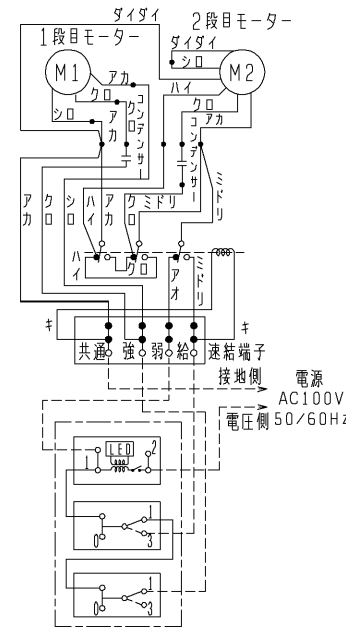 ダイダイ
1段目モーター
2段目モーター
ダイダイ
シロ
M1
M2
アカ
ハイ
クロ
シロ
クロ
アカ
アカ
クロ
コンデンサー
コンデンサー
ミドリ
アカ
クロ
シロ
ハイ
アカ
クロ
ミドリ
ハイ
クロ
アオ
ミドリ
キ
キ
共通
強
弱
給
速結端子
接地側
電源
AC100V
50/60Hz
電圧側
LED
1
2
1
0
3
1
0
3